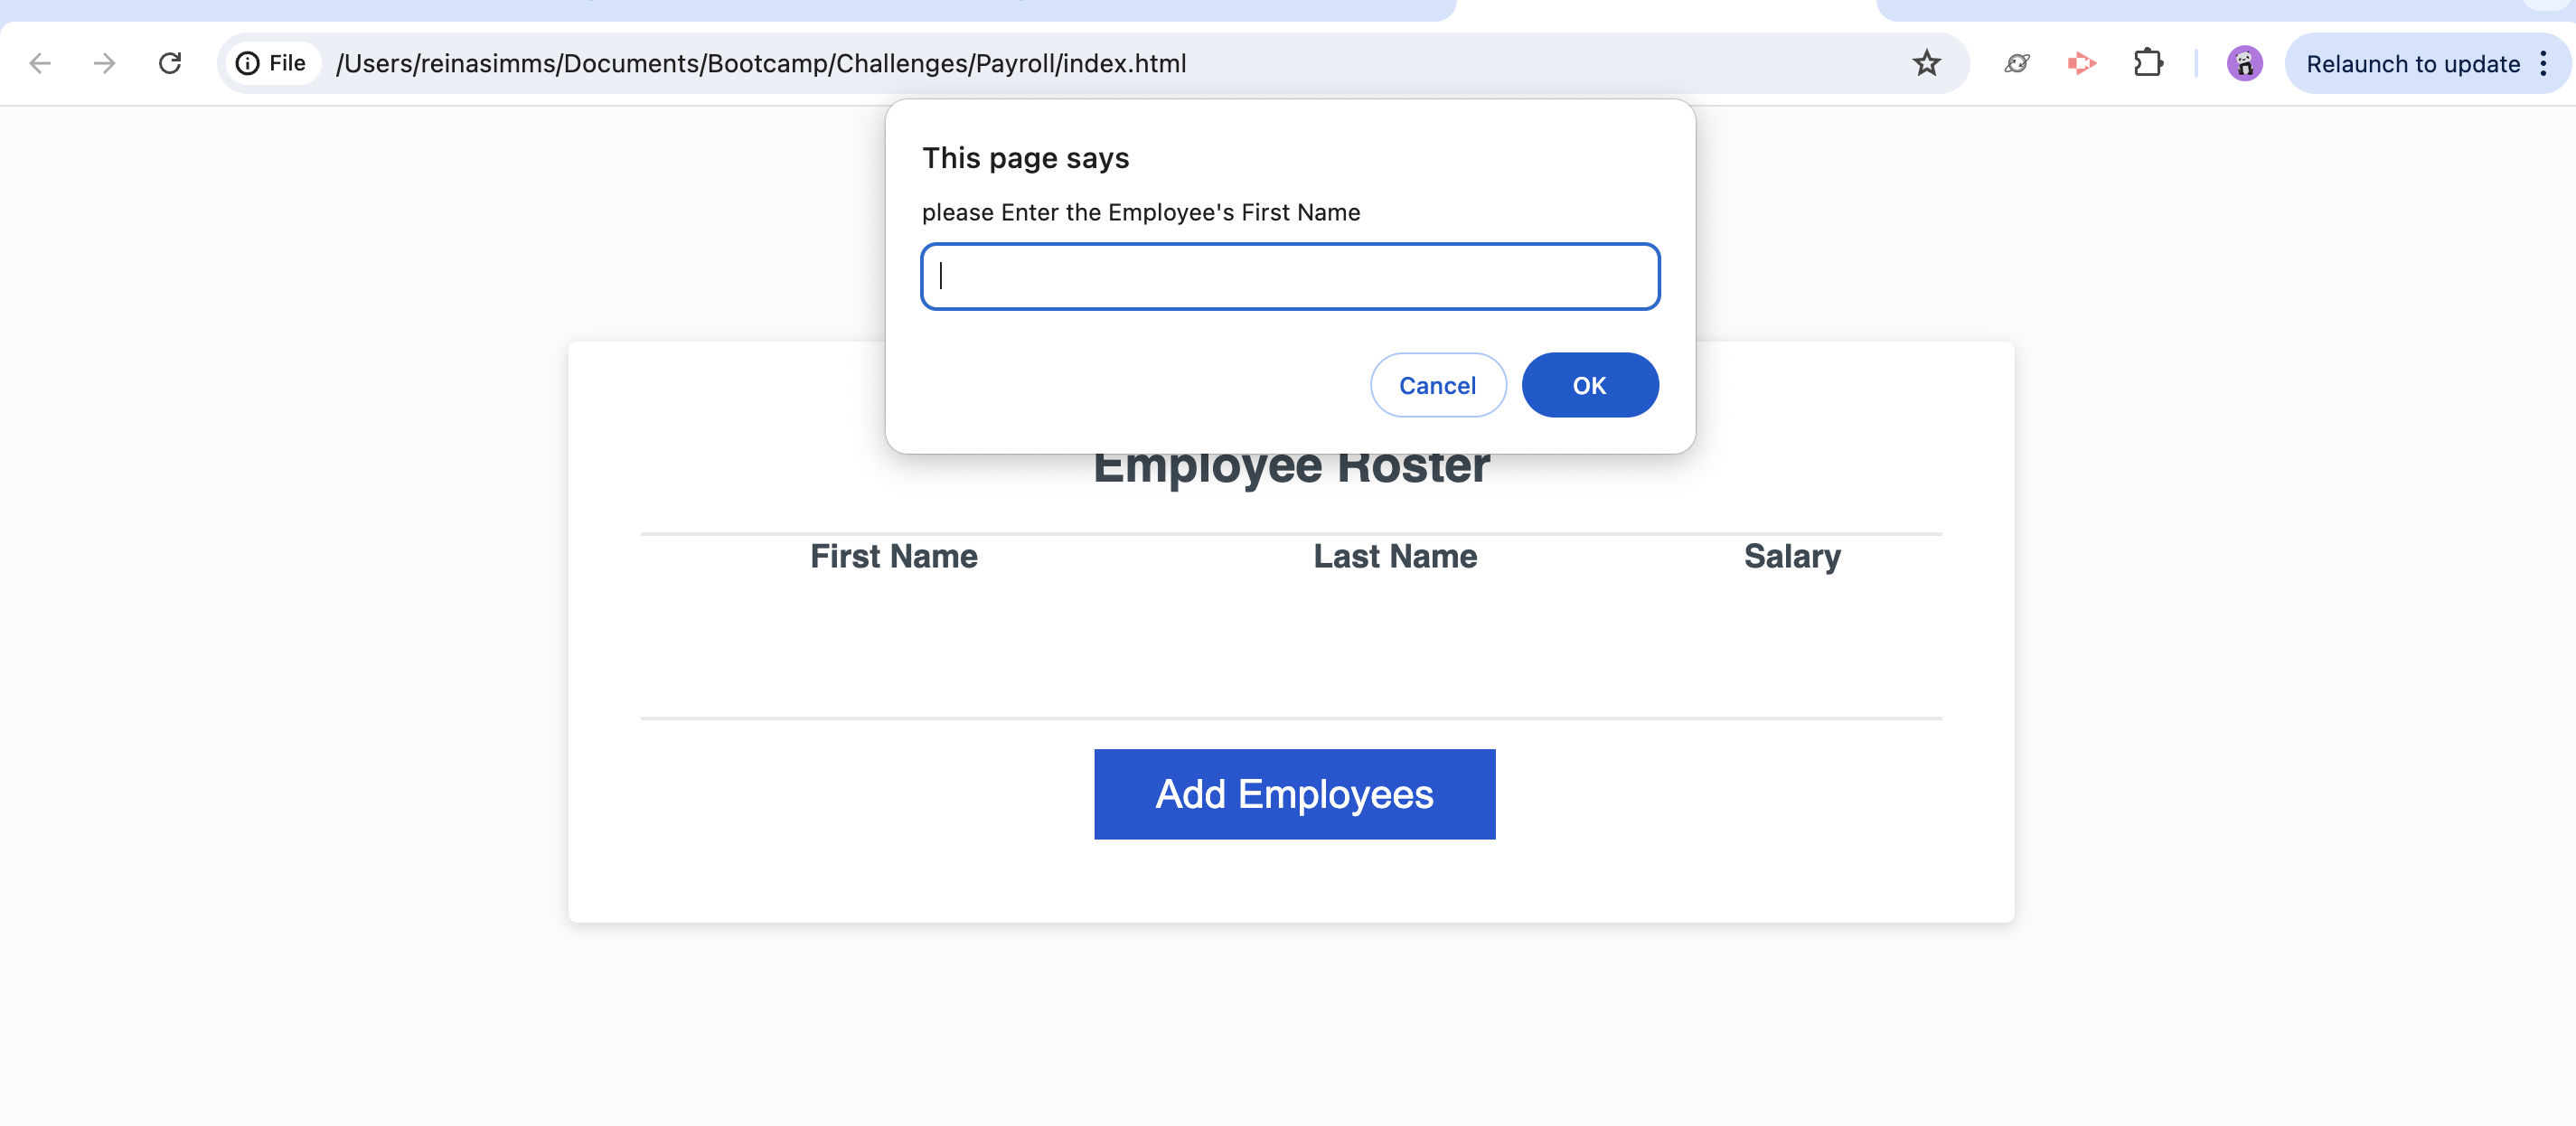 File /Users/reinasimms/Documents/Bootcamp/Challenges/Payroll/index.html Relaunch to update
This page says
please Enter the Employee's First Name
Cancel OK
Employee Roster
First Name Last Name Salary
Add Employees